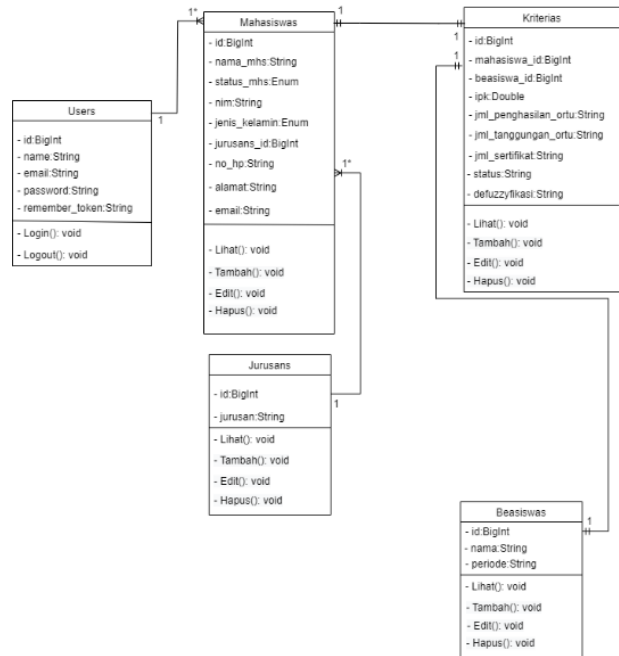 Mahasiswas
- id:BigInt
- nama_mhs:String
- status_mhs:Enum
- nim:String
- jenis_kelamin:Enum
- jurusans_id:BigInt
- no_hp:String
- alamat:String
- email:String
- Lihat(): void
- Tambah(): void
- Edit(): void
- Hapus(): void
Kriterias
- id:BigInt
- mahasiswa_id:BigInt
- beasiswa_id:BigInt
- ipk:Double
- jml_penghasilan_ortu:String
- jml_tanggungan_ortu:String
- jml_sertifikat:String
- status:String
- defuzzyfikasi:String
- Lihat(): void
- Tambah(): void
- Edit(): void
- Hapus(): void
Users
- id:BigInt
- name:String
- email:String
- password:String
- remember_token:String
- Login(): void
- Logout(): void
Jurusans
- id:BigInt
- jurusan:String
- Lihat(): void
- Tambah(): void
- Edit(): void
- Hapus(): void
Beasiswas
- id:BigInt
- nama:String
- periode:String
- Lihat(): void
- Tambah(): void
- Edit(): void
- Hapus(): void
1*
1
1
1
1
1*
1
1